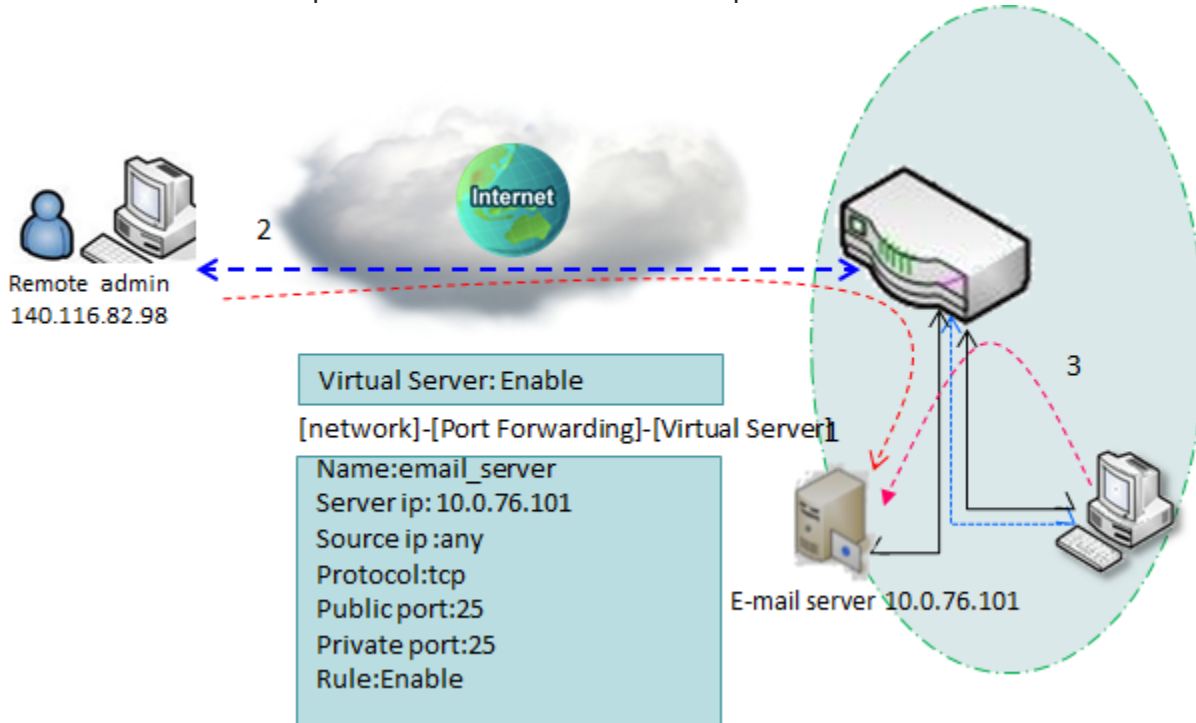 2
Internet
Remote admin
140.116.82.98
3
Virtual Server: Enable
[network]-[Port Forwarding]-[Virtual Server]
1
Name:email_server
Server ip: 10.0.76.101
Source ip :any
Protocol:tcp
Public port:25
Private port:25
Rule:Enable
E-mail server 10.0.76.101